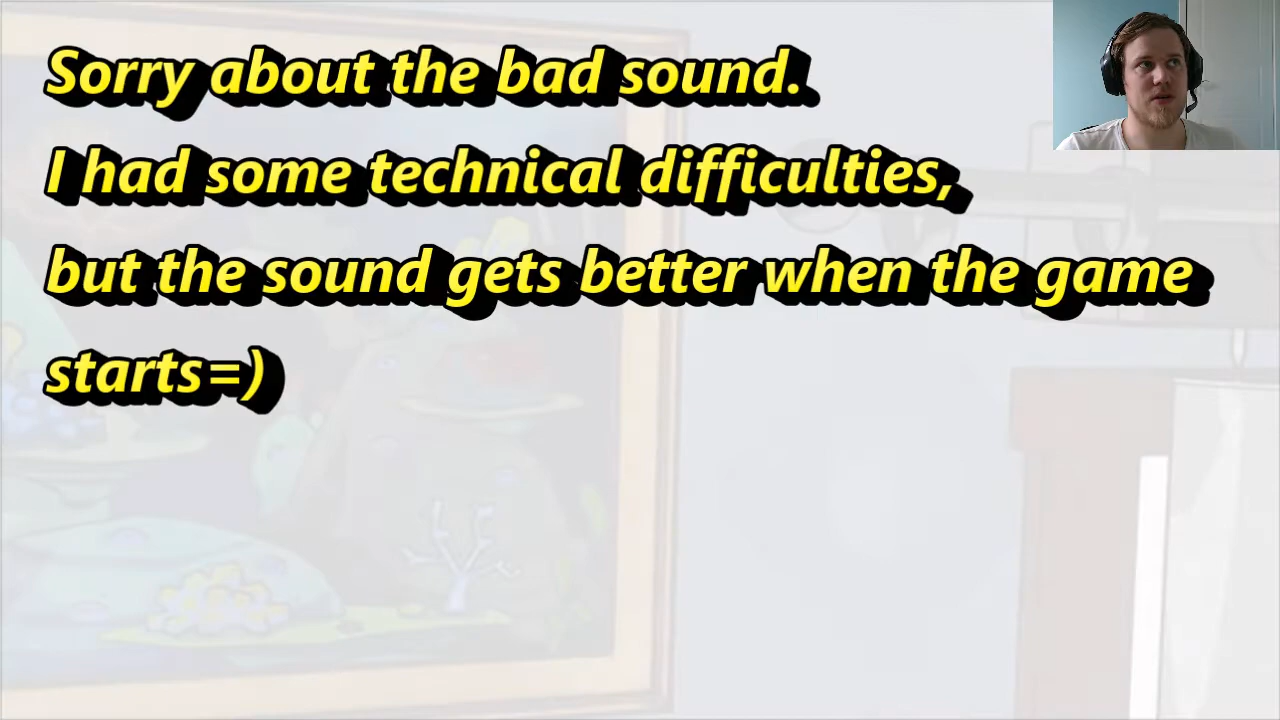 Sorry about the bad sound.
I had some technical difficulties,
but the sound gets better when the game
starts=)